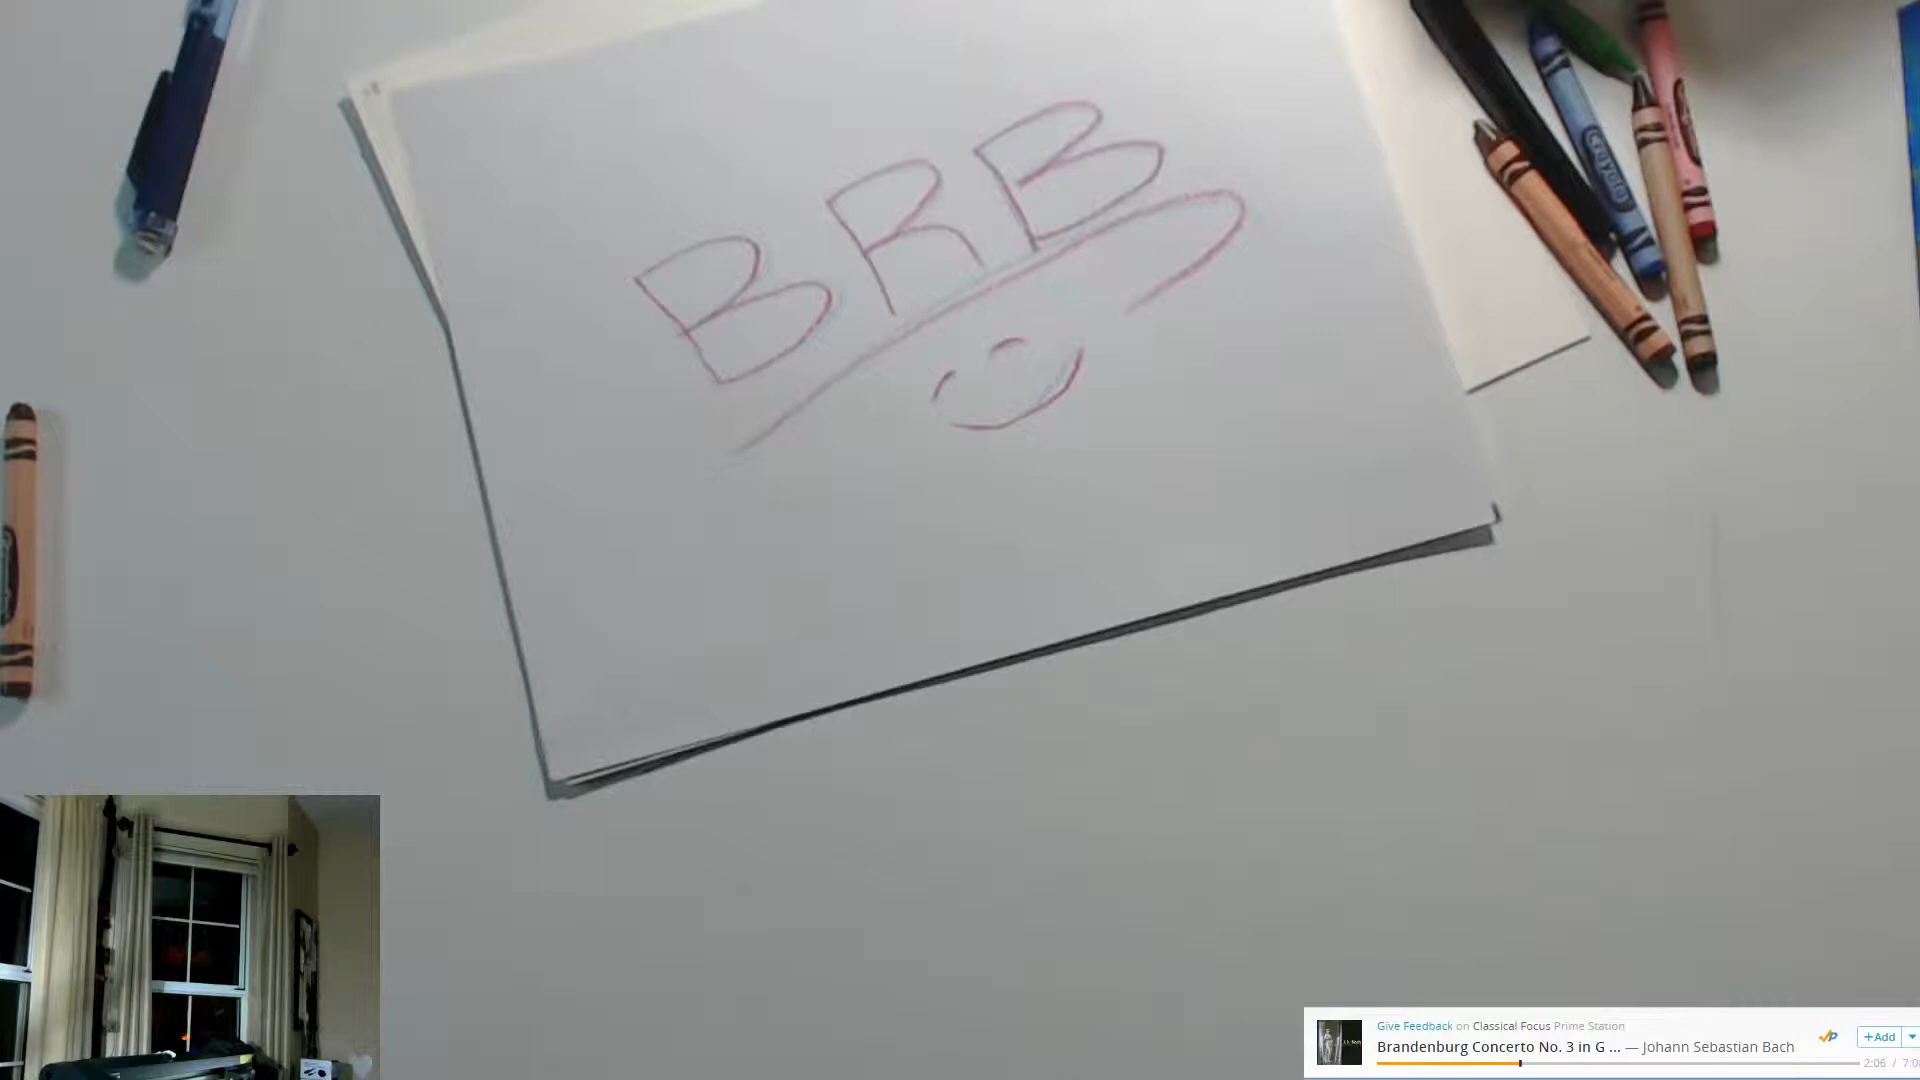 BRB
Crayola
Give Feedback on Classical Focus Prime Station
Brandenburg Concerto No. 3 in G ... — Johann Sebastian Bach
+Add
2:06 / 7:0